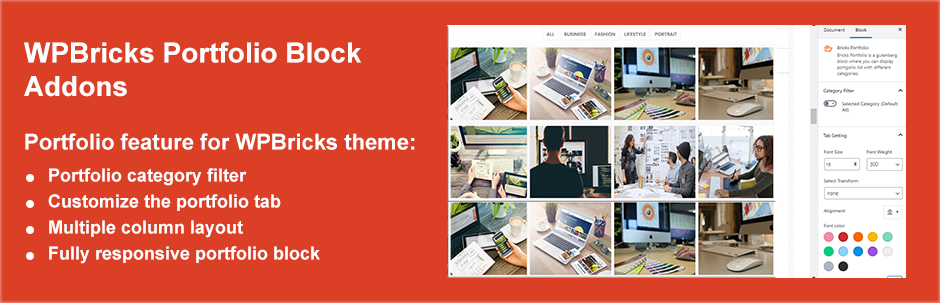 WPBricks Portfolio Block
Addons
Portfolio feature for WPBricks theme:
Portfolio category filter
Customize the portfolio tab
Multiple column layout
Fully responsive portfolio block
ALL BUSINESS FASHION LIFESTYLE PORTRAIT
Document Block
Bricks Portfolio
Bricks Portfolio is a gutenberg
block where you can display
portfolio list with different
categories.
Category Filter
Selected Category (Default:
All)
Tab Setting
Font Size Font Weight
16 300
Select Transform
none
Alignment
Font color